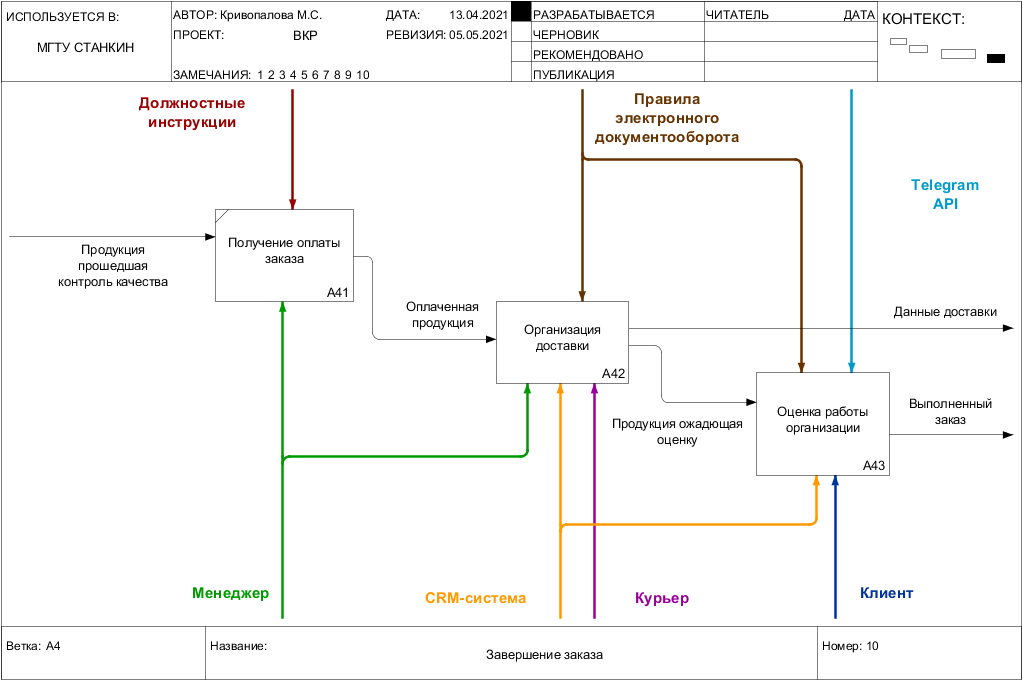 ИСПОЛЬЗУЕТСЯ В:
МГТУ СТАНКИН
АВТОР: Кривопалова М.С.
ДАТА: 13.04.2021
ПРОЕКТ: ВКР
РЕВИЗИЯ: 05.05.2021
ЗАМЕЧАНИЯ: 1 2 3 4 5 6 7 8 9 10
РАЗРАБАТЫВАЕТСЯ
ЧЕРНОВИК
РЕКОМЕНДОВАНО
ПУБЛИКАЦИЯ
ЧИТАТЕЛЬ ДАТА
КОНТЕКСТ:
Должностные
инструкции
Правила
электронного
документооборота
Telegram
API
Продукция
прошедшая
контроль качества
Получение оплаты
заказа
A41
Оплаченная
продукция
Организация
доставки
A42
Данные доставки
Продукция ожадющая
оценку
Оценка работы
организации
A43
Выполненный
заказ
Менеджер
CRM-система
Курьер
Клиент
Ветка: A4
Название:
Завершение заказа
Номер: 10